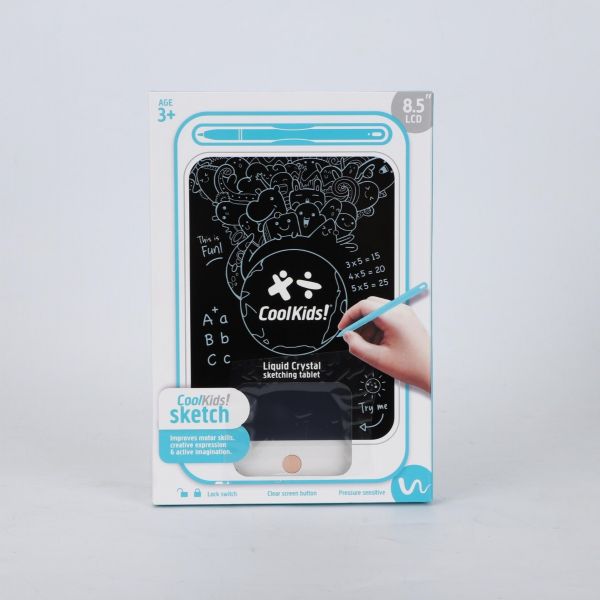 AGE
3+
8.5"
LCD
This is
Fun!
3 x 5 = 15
4 x 5 = 20
5 x 5 = 25
CoolKids!
A+ a
B b
C c
Liquid Crystal
sketching tablet
Try me
CoolKids!
sketch
Improves motor skills,
creative expression
& active imagination.
Lock switch
Clear screen button
Pressure sensitive